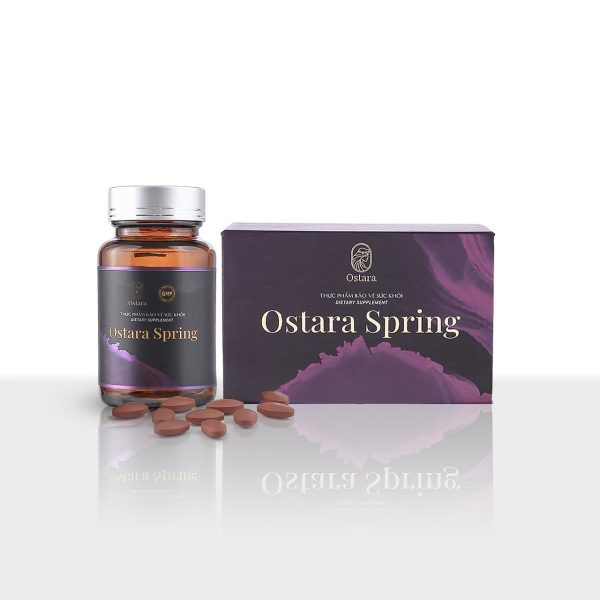 Ostara
GMP
THỰC PHẨM BẢO VỆ SỨC KHỎE
DIETARY SUPPLEMENT
Ostara Spring
Ostara
THỰC PHẨM BẢO VỆ SỨC KHỎE
DIETARY SUPPLEMENT
Ostara Spring